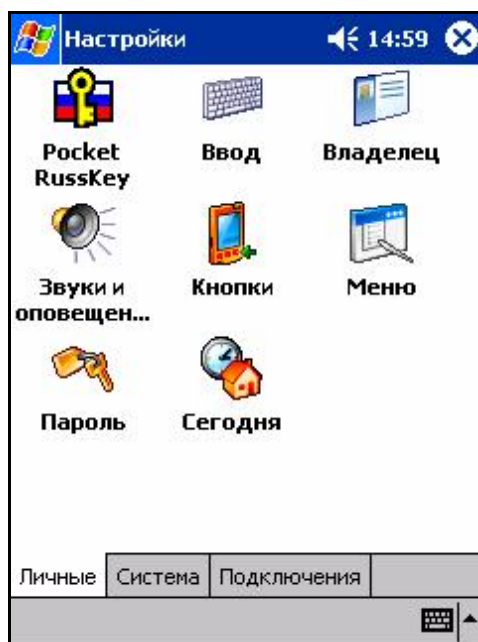 Настройки 14:59
Pocket RussKey
Ввод
Владелец
Звуки и оповещен...
Кнопки
Меню
Пароль
Сегодня
Личные Система Подключения